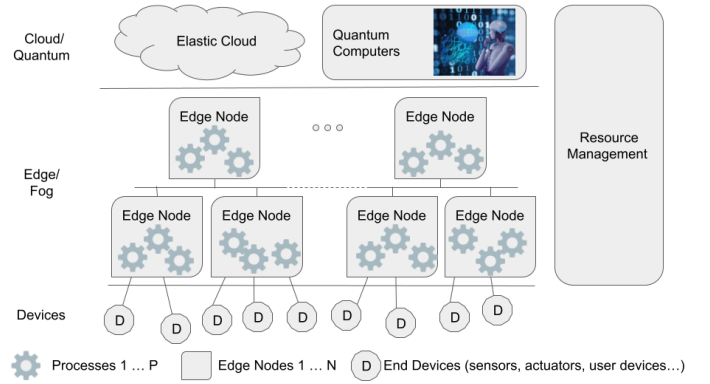 Cloud/
Quantum
Elastic Cloud
Quantum
Computers
Resource
Management
Edge/
Fog
Edge Node
Edge Node
Edge Node
Edge Node
Edge Node
Edge Node
Devices
D
D
D
D
D
D
D
D
D
Processes 1 … P
Edge Nodes 1 … N
D
End Devices (sensors, actuators, user devices…)